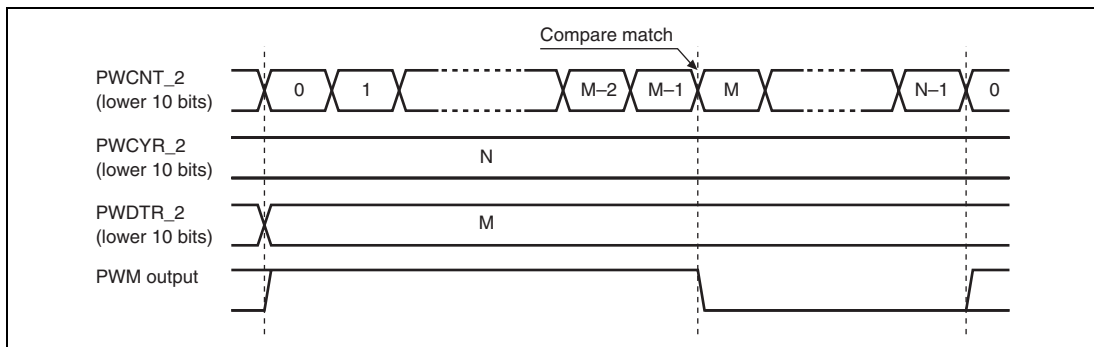 Compare match
PWCNT_2
(lower 10 bits)
0 1 M–2 M–1 M N–1 0
PWCYR_2
(lower 10 bits)
N
PWDTR_2
(lower 10 bits)
M
PWM output